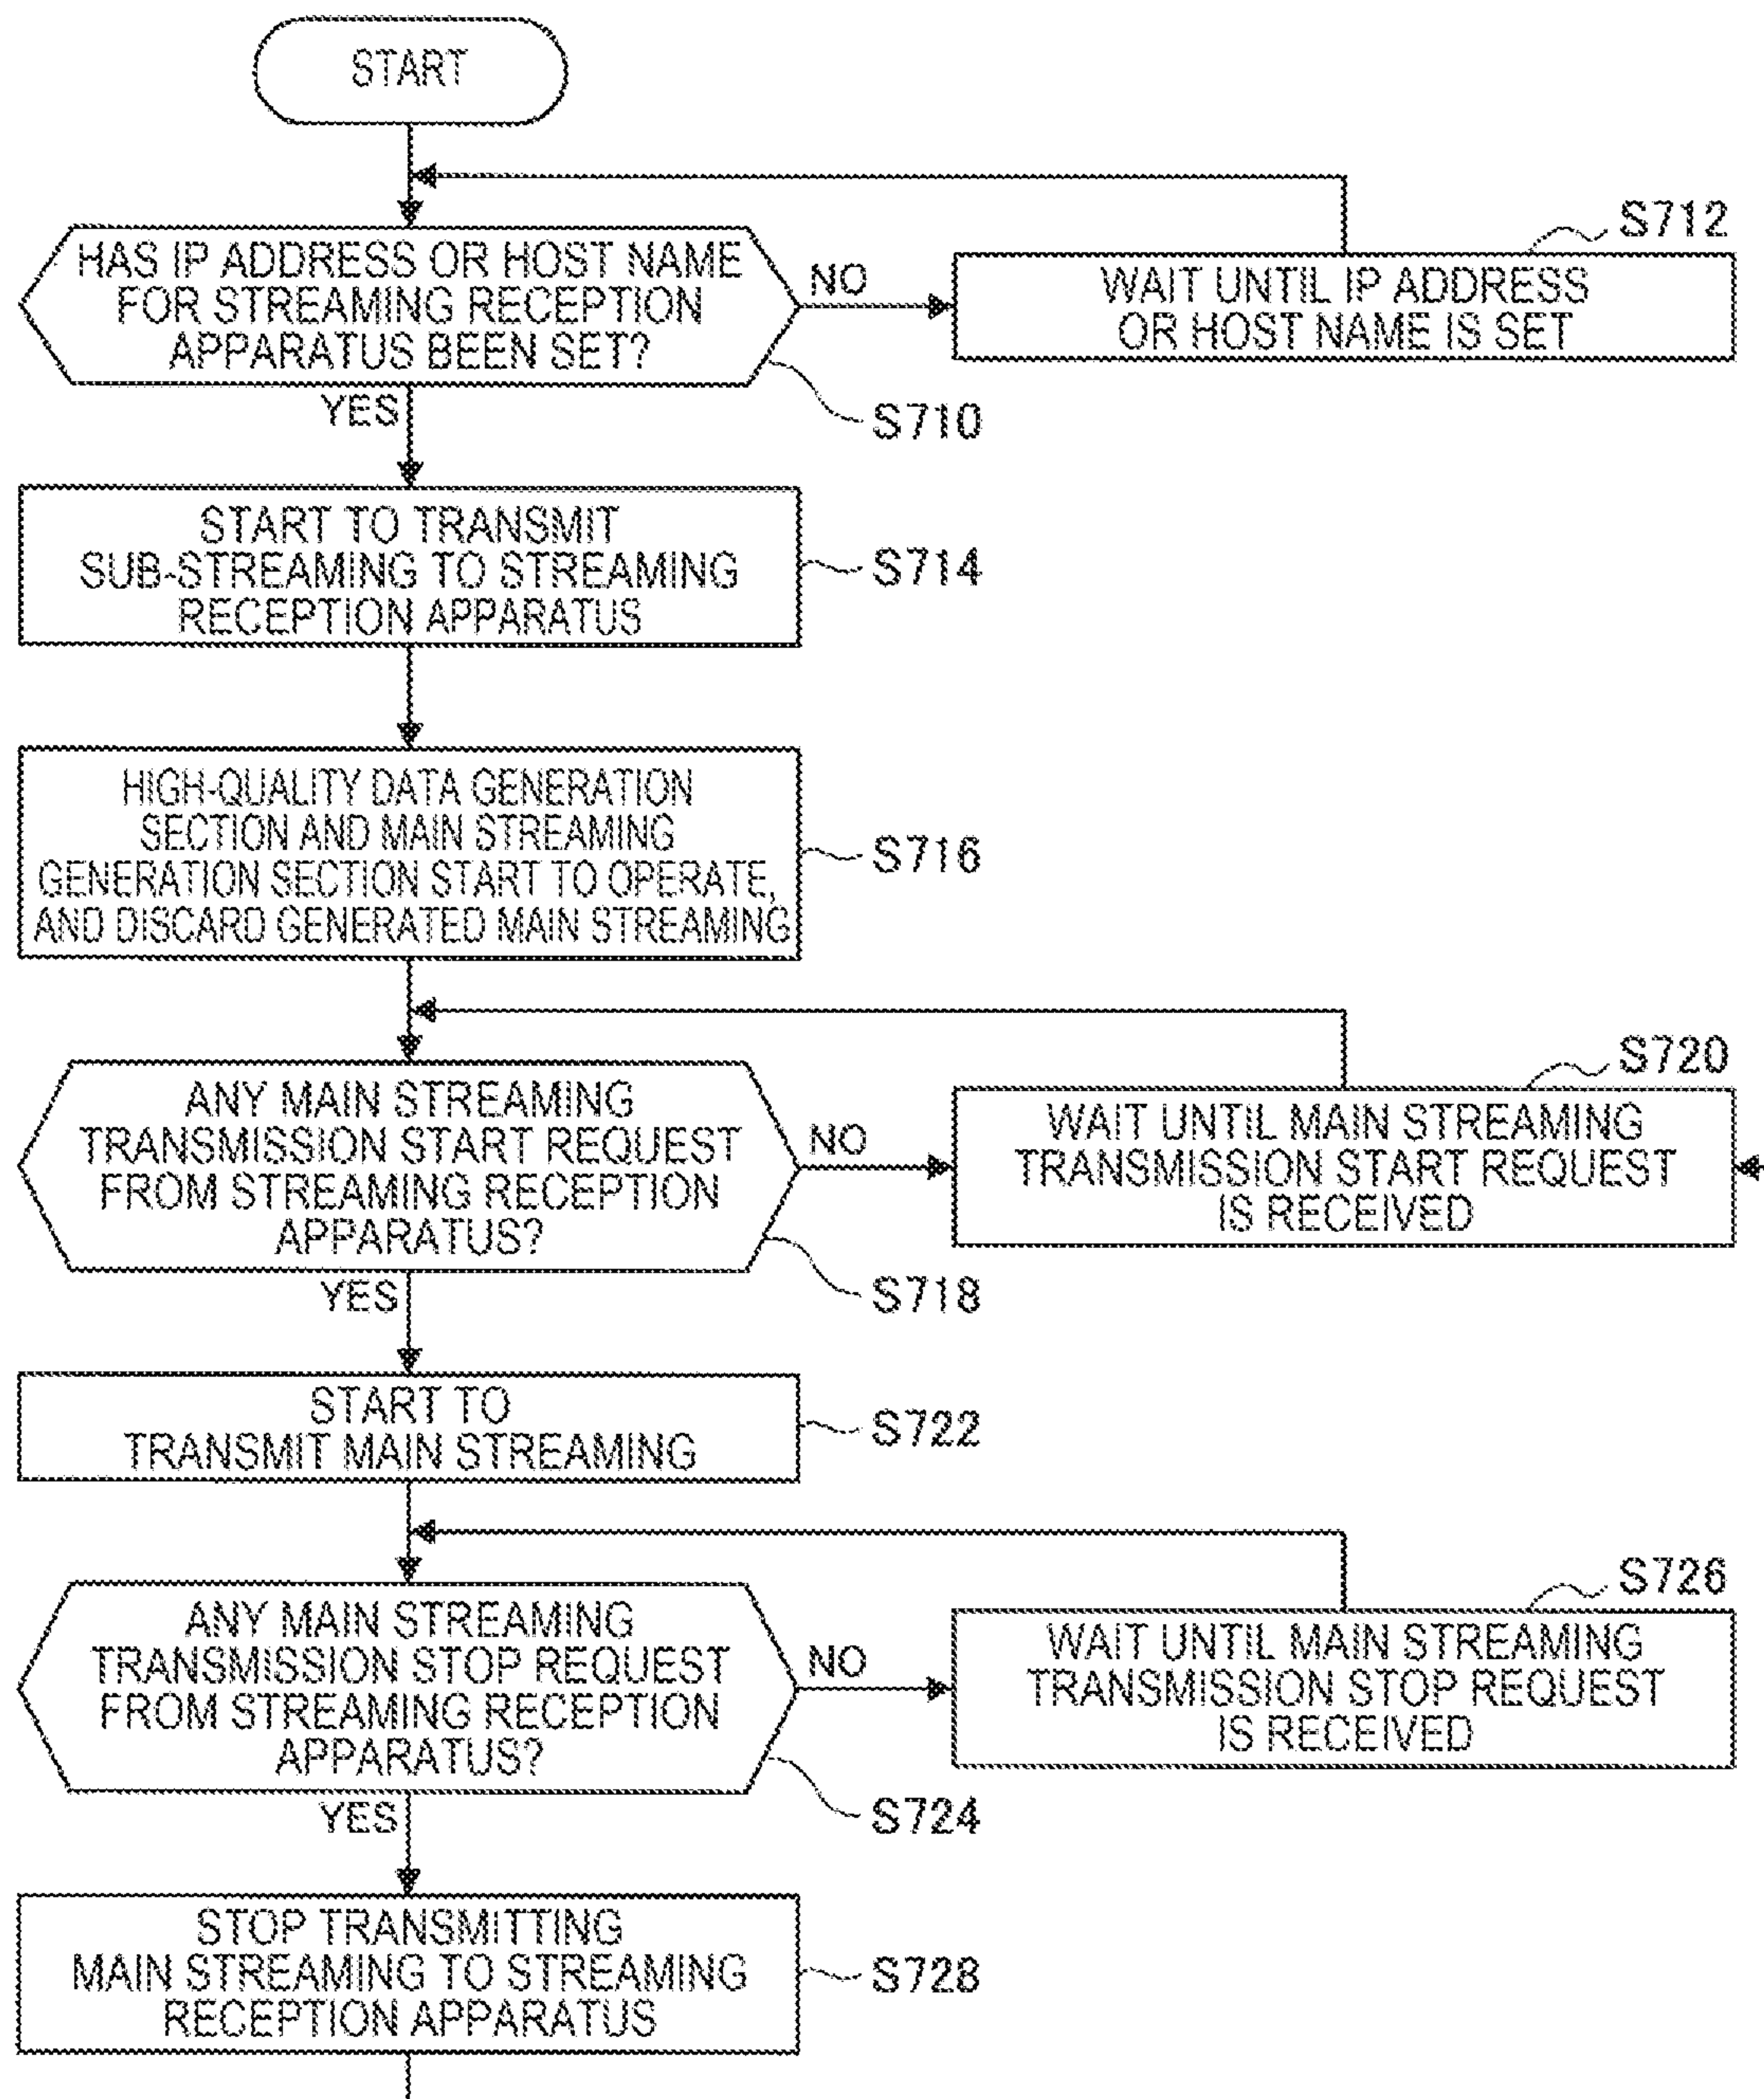 START
S712
HAS IP ADDRESS OR HOST NAME
FOR STREAMING RECEPTION
APPARATUS BEEN SET?
NO
WAIT UNTIL IP ADDRESS
OR HOST NAME IS SET
YES
S710
START TO TRANSMIT
SUB-STREAMING TO STREAMING
RECEPTION APPARATUS
S714
HIGH-QUALITY DATA GENERATION
SECTION AND MAIN STREAMING
GENERATION SECTION START TO OPERATE,
AND DISCARD GENERATED MAIN STREAMING
S716
S720
ANY MAIN STREAMING
TRANSMISSION START REQUEST
FROM STREAMING RECEPTION
APPARATUS?
NO
WAIT UNTIL MAIN STREAMING
TRANSMISSION START REQUEST
IS RECEIVED
YES
S718
START TO
TRANSMIT MAIN STREAMING
S722
S726
ANY MAIN STREAMING
TRANSMISSION STOP REQUEST
FROM STREAMING RECEPTION
APPARATUS?
NO
WAIT UNTIL MAIN STREAMING
TRANSMISSION STOP REQUEST
IS RECEIVED
YES
S724
STOP TRANSMITTING
MAIN STREAMING TO STREAMING
RECEPTION APPARATUS
S728